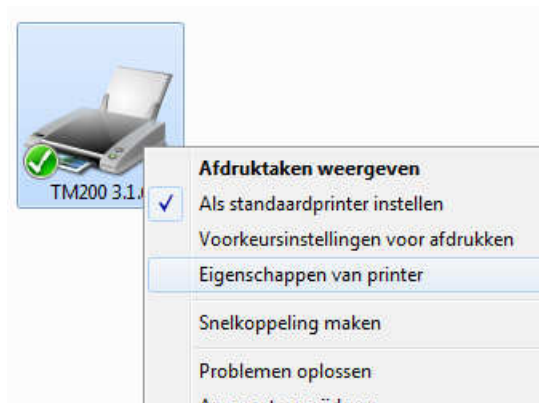 TM200 3.1.
Afdruktaken weergeven
Als standaardprinter instellen
Voorkeursinstellingen voor afdrukken
Eigenschappen van printer
Snelkoppeling maken
Problemen oplossen